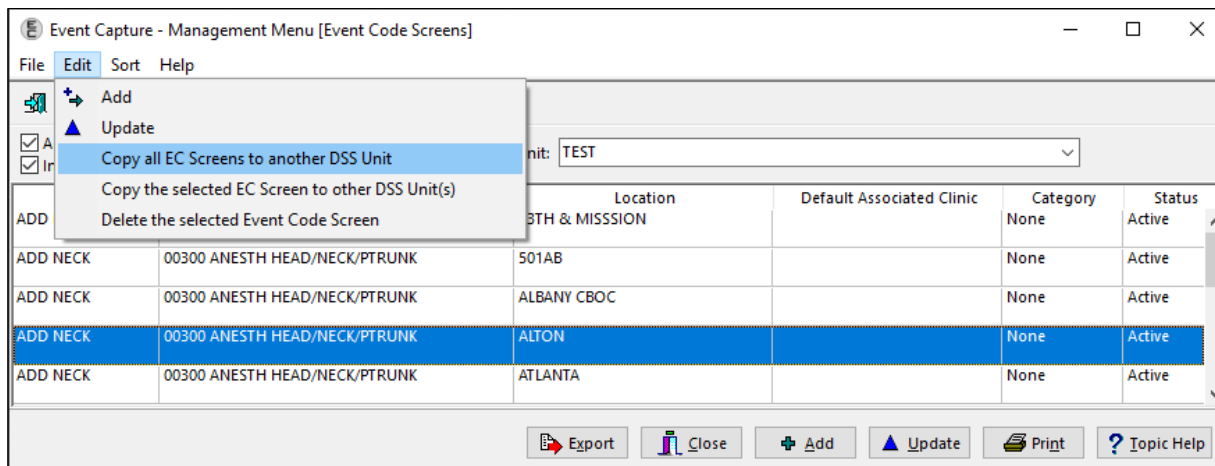 Event Capture - Management Menu [Event Code Screens]
File Edit Sort Help
Add
Update
Copy all EC Screens to another DSS Unit
Copy the selected EC Screen to other DSS Unit(s)
Delete the selected Event Code Screen
TEST
Location Default Associated Clinic Category Status
ADD & MISSSION None Active
ADD NECK 00300 ANESTH HEAD/NECK/PTRUNK 501AB None Active
ADD NECK 00300 ANESTH HEAD/NECK/PTRUNK ALBANY CBOC None Active
ADD NECK 00300 ANESTH HEAD/NECK/PTRUNK ALTON None Active
ADD NECK 00300 ANESTH HEAD/NECK/PTRUNK ATLANTA None Active
Export Close Add Update Print Topic Help